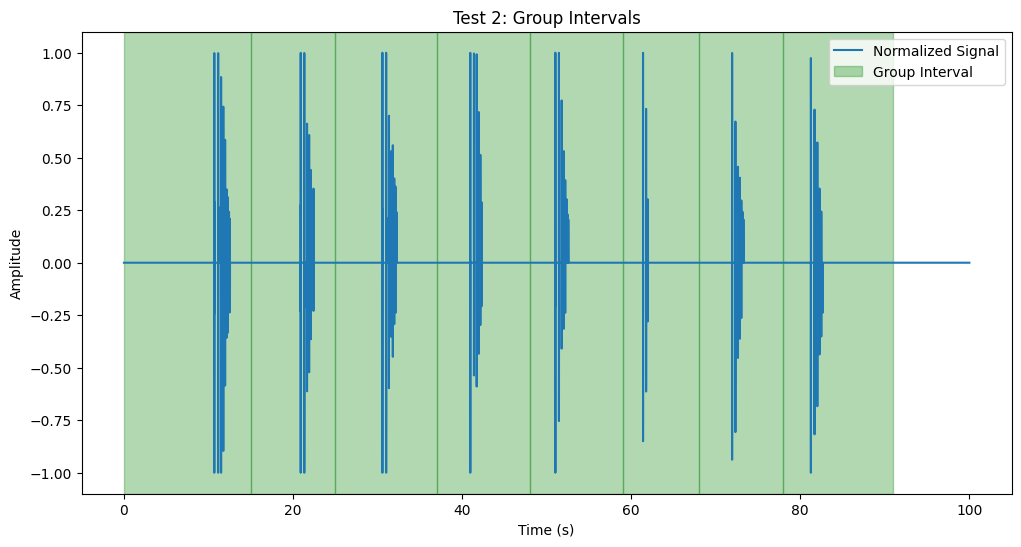 Test 2: Group Intervals
Normalized Signal
Group Interval
Amplitude
1.00
0.75
0.50
0.25
0.00
−0.25
−0.50
−0.75
−1.00
0 20 40 60 80 100
Time (s)